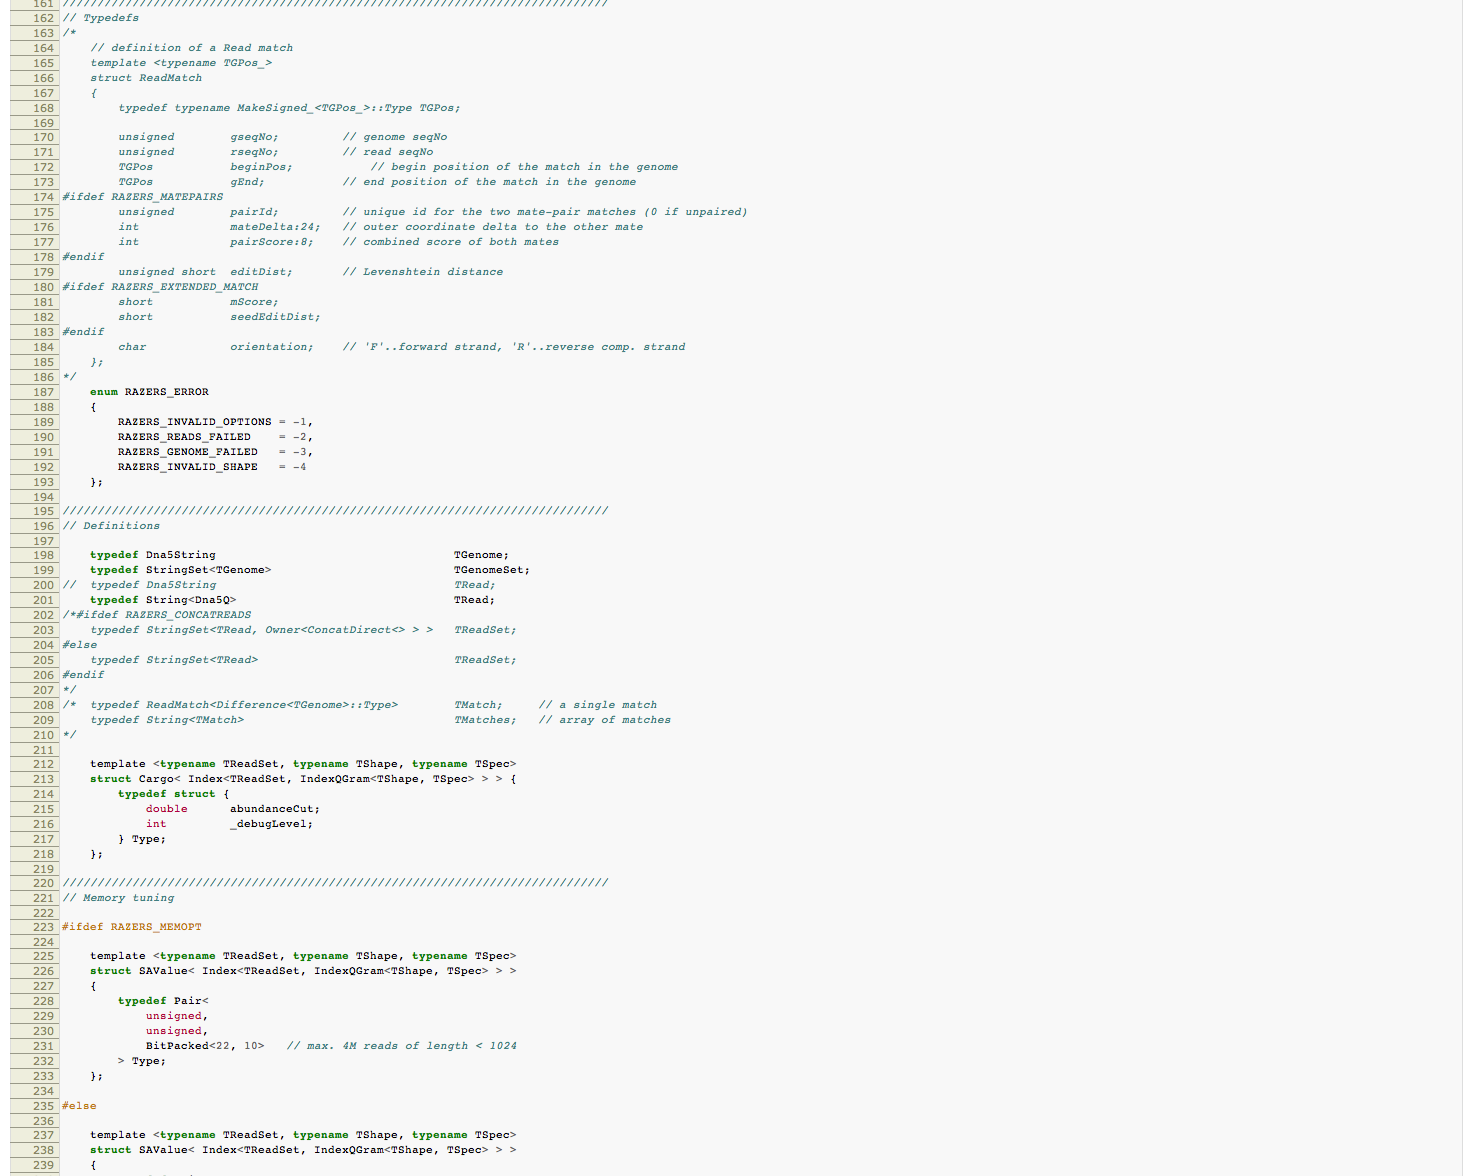 161 //////////////////////////////////////////////////////////////////////////////
162 // Typedefs
163 /*
164     // definition of a Read match
165     template <typename TGPos_>
166     struct ReadMatch
167     {
168         typedef typename MakeSigned_<TGPos_>::Type TGPos;
169
170         unsigned        gseqNo;         // genome seqNo
171         unsigned        rseqNo;         // read seqNo
172         TGPos           beginPos;           // begin position of the match in the genome
173         TGPos           gEnd;           // end position of the match in the genome
174 #ifdef RAZERS_MATEPAIRS
175         unsigned        pairId;         // unique id for the two mate-pair matches (0 if unpaired)
176         int             mateDelta:24;   // outer coordinate delta to the other mate
177         int             pairScore:8;    // combined score of both mates
178 #endif
179         unsigned short  editDist;       // Levenshtein distance
180 #ifdef RAZERS_EXTENDED_MATCH
181         short           mScore;
182         short           seedEditDist;
183 #endif
184         char            orientation;    // 'F'..forward strand, 'R'..reverse comp. strand
185     };
186 */
187     enum RAZERS_ERROR
188     {
189         RAZERS_INVALID_OPTIONS = -1,
190         RAZERS_READS_FAILED    = -2,
191         RAZERS_GENOME_FAILED   = -3,
192         RAZERS_INVALID_SHAPE   = -4
193     };
194
195 //////////////////////////////////////////////////////////////////////////////
196 // Definitions
197
198     typedef Dna5String                                  TGenome;
199     typedef StringSet<TGenome>                          TGenomeSet;
200 //  typedef Dna5String                                  TRead;
201     typedef String<Dna5Q>                               TRead;
202 /*#ifdef RAZERS_CONCATREADS
203     typedef StringSet<TRead, Owner<ConcatDirect<> > >   TReadSet;
204 #else
205     typedef StringSet<TRead>                            TReadSet;
206 #endif
207 */
208 /*  typedef ReadMatch<Difference<TGenome>::Type>        TMatch;     // a single match
209     typedef String<TMatch>                              TMatches;   // array of matches
210 */
211
212     template <typename TReadSet, typename TShape, typename TSpec>
213     struct Cargo< Index<TReadSet, IndexQGram<TShape, TSpec> > > {
214         typedef struct {
215             double      abundanceCut;
216             int         _debugLevel;
217         } Type;
218     };
219
220 //////////////////////////////////////////////////////////////////////////////
221 // Memory tuning
222
223 #ifdef RAZERS_MEMOPT
224
225     template <typename TReadSet, typename TShape, typename TSpec>
226     struct SAValue< Index<TReadSet, IndexQGram<TShape, TSpec> > >
227     {
228         typedef Pair<
229             unsigned,
230             unsigned,
231             BitPacked<22, 10>   // max. 4M reads of length < 1024
232         > Type;
233     };
234
235 #else
236
237     template <typename TReadSet, typename TShape, typename TSpec>
238     struct SAValue< Index<TReadSet, IndexQGram<TShape, TSpec> > >
239     {